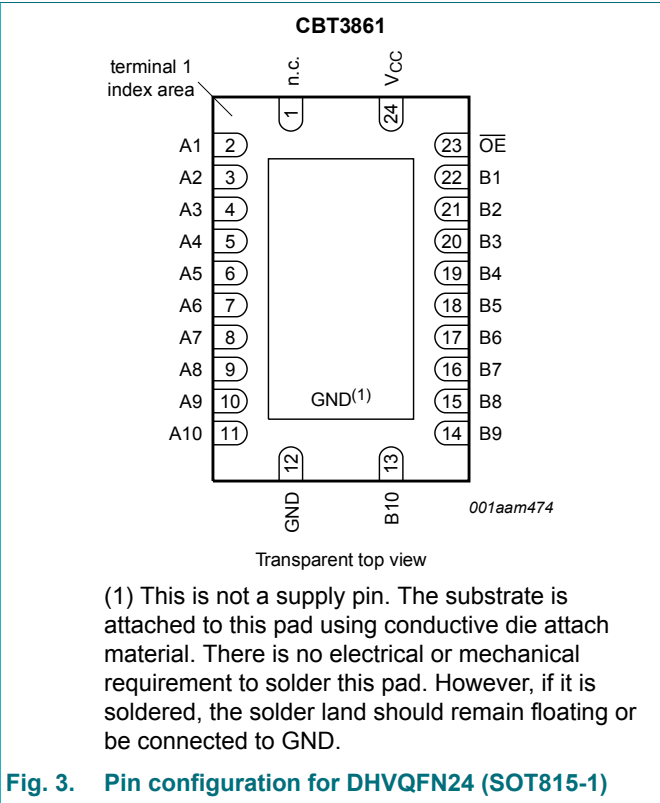 CBT3861
terminal 1
index area
n.c.
VCC
1
24
A1 2 23 OE
A2 3 22 B1
A3 4 21 B2
A4 5 20 B3
A5 6 19 B4
A6 7 18 B5
A7 8 17 B6
A8 9 16 B7
A9 10 GND(1) 15 B8
A10 11 14 B9
12
13
GND
B10
001aam474
Transparent top view
(1) This is not a supply pin. The substrate is
attached to this pad using conductive die attach
material. There is no electrical or mechanical
requirement to solder this pad. However, if it is
soldered, the solder land should remain floating or
be connected to GND.
Fig. 3. Pin configuration for DHVQFN24 (SOT815-1)